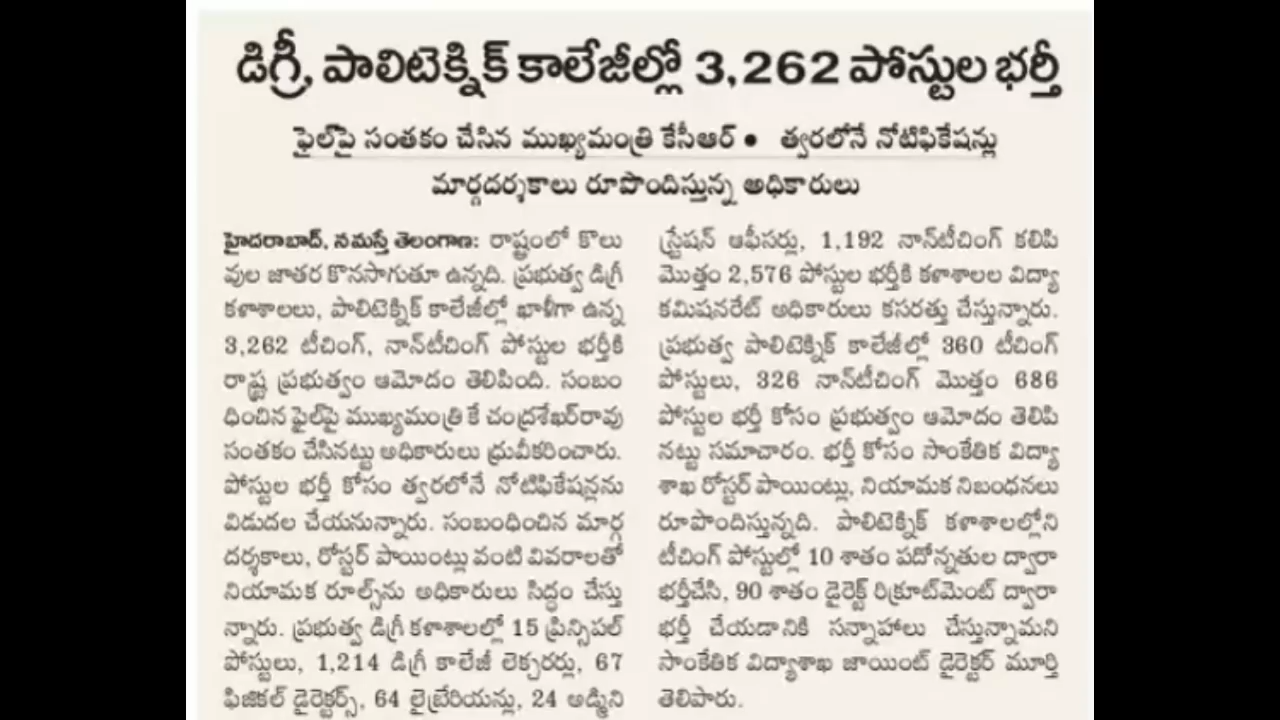 డిగ్రీ, పాలిటెక్నిక్ కాలేజీల్లో 3,262 పోస్టుల భర్తీ
ఫైల్‌పై సంతకం చేసిన ముఖ్యమంత్రి కేసీఆర్ • త్వరలోనే నోటిఫికేషన్లు
మార్గదర్శకాలు రూపొందిస్తున్న అధికారులు
హైదరాబాద్, నమస్తే తెలంగాణ: రాష్ట్రంలో కొలు
వుల జాతర కొనసాగుతూ ఉన్నది. ప్రభుత్వ డిగ్రీ
కళాశాలలు, పాలిటెక్నిక్ కాలేజీల్లో ఖాళీగా ఉన్న
3,262 టీచింగ్, నాన్‌టీచింగ్ పోస్టుల భర్తీకి
రాష్ట్ర ప్రభుత్వం ఆమోదం తెలిపింది. సంబం
ధించిన ఫైల్‌పై ముఖ్యమంత్రి కే చంద్రశేఖర్‌రావు
సంతకం చేసినట్టు అధికారులు ధ్రువీకరించారు.
పోస్టుల భర్తీ కోసం త్వరలోనే నోటిఫికేషన్లను
విడుదల చేయనున్నారు. సంబంధించిన మార్గ
దర్శకాలు, రోస్టర్ పాయింట్లు వంటి వివరాలతో
నియామక రూల్స్‌ను అధికారులు సిద్ధం చేస్తు
న్నారు. ప్రభుత్వ డిగ్రీ కళాశాలల్లో 15 ప్రిన్సిపల్
పోస్టులు, 1,214 డిగ్రీ కాలేజీ లెక్చరర్లు, 67
ఫిజికల్ డైరెక్టర్స్, 64 లైబ్రేరియన్లు, 24 అడ్మిని
స్ట్రేషన్ ఆఫీసర్లు, 1,192 నాన్‌టీచింగ్ కలిపి
మొత్తం 2,576 పోస్టుల భర్తీకి కళాశాలల విద్యా
కమిషనరేట్ అధికారులు కసరత్తు చేస్తున్నారు.
ప్రభుత్వ పాలిటెక్నిక్ కాలేజీల్లో 360 టీచింగ్
పోస్టులు, 326 నాన్‌టీచింగ్ మొత్తం 686
పోస్టుల భర్తీ కోసం ప్రభుత్వం ఆమోదం తెలిపి
నట్టు సమాచారం. భర్తీ కోసం సాంకేతిక విద్యా
శాఖ రోస్టర్ పాయింట్లు, నియామక నిబంధనలు
రూపొందిస్తున్నది. పాలిటెక్నిక్ కళాశాలల్లోని
టీచింగ్ పోస్టుల్లో 10 శాతం పదోన్నతుల ద్వారా
భర్తీచేసి, 90 శాతం డైరెక్ట్ రిక్రూట్‌మెంట్ ద్వారా
భర్తీ చేయడానికి సన్నాహాలు చేస్తున్నామని
సాంకేతిక విద్యాశాఖ జాయింట్ డైరెక్టర్ మూర్తి
తెలిపారు.